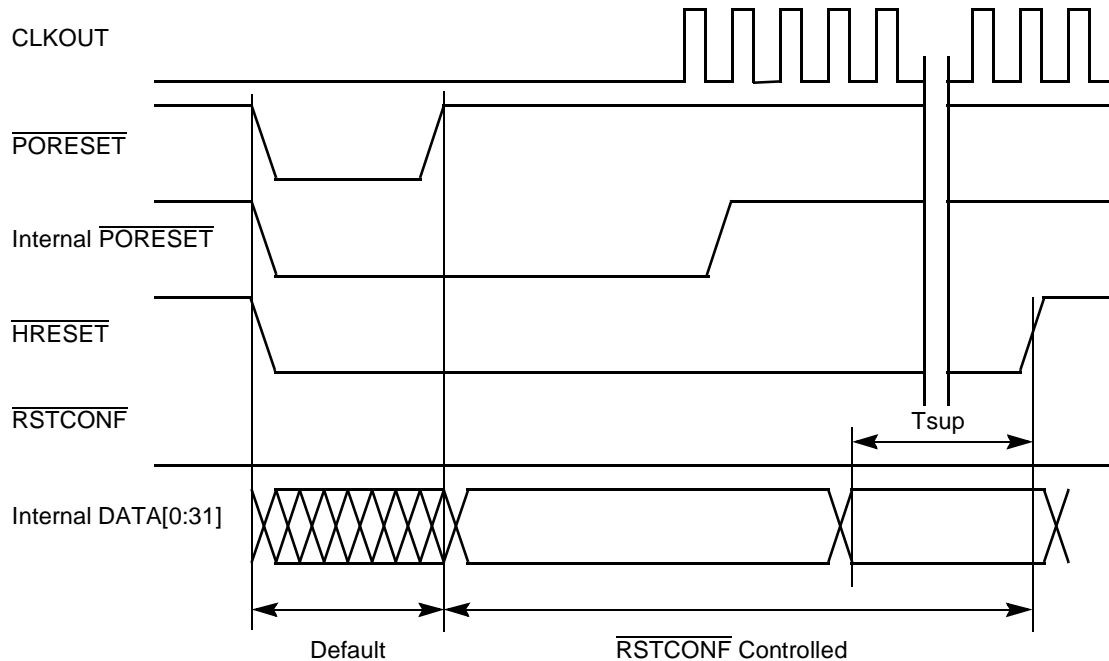 CLKOUT
PORESET
Internal PORESET
HRESET
RSTCONF
Tsup
Internal DATA[0:31]
Default
RSTCONF Controlled